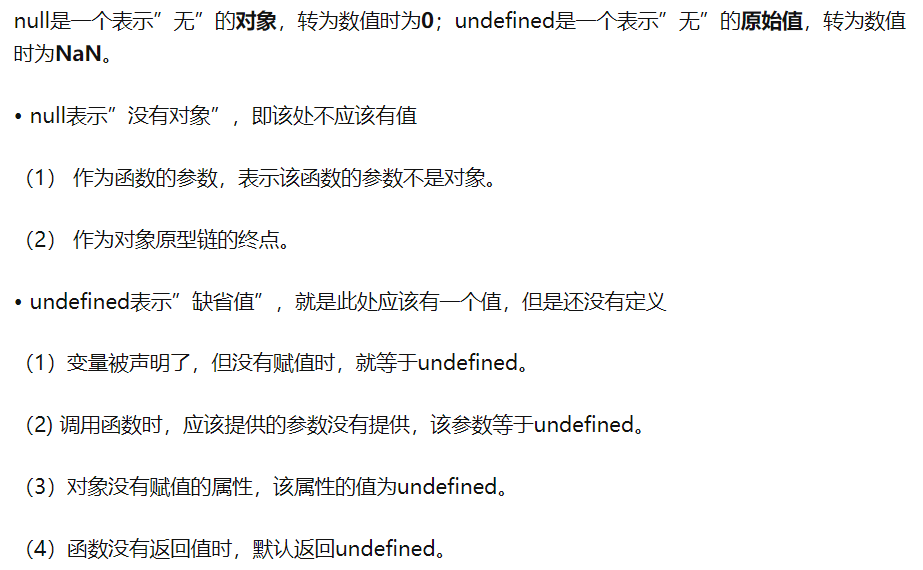 null是一个表示”无”的对象，转为数值时为0；undefined是一个表示”无”的原始值，转为数值
时为NaN。
• null表示”没有对象”，即该处不应该有值
（1） 作为函数的参数，表示该函数的参数不是对象。
（2） 作为对象原型链的终点。
• undefined表示”缺省值”，就是此处应该有一个值，但是还没有定义
（1）变量被声明了，但没有赋值时，就等于undefined。
（2) 调用函数时，应该提供的参数没有提供，该参数等于undefined。
（3）对象没有赋值的属性，该属性的值为undefined。
（4）函数没有返回值时，默认返回undefined。